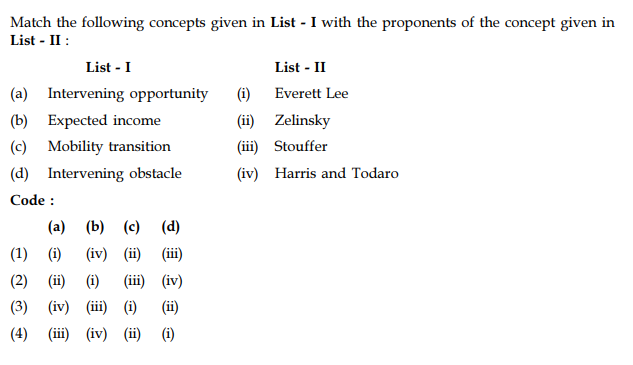 Match the following concepts given in List - I with the proponents of the concept given in
List - II :
List - I List - II
(a) Intervening opportunity (i) Everett Lee
(b) Expected income (ii) Zelinsky
(c) Mobility transition (iii) Stouffer
(d) Intervening obstacle (iv) Harris and Todaro
Code :
(a) (b) (c) (d)
(1) (i) (iv) (ii) (iii)
(2) (ii) (i) (iii) (iv)
(3) (iv) (iii) (i) (ii)
(4) (iii) (iv) (ii) (i)